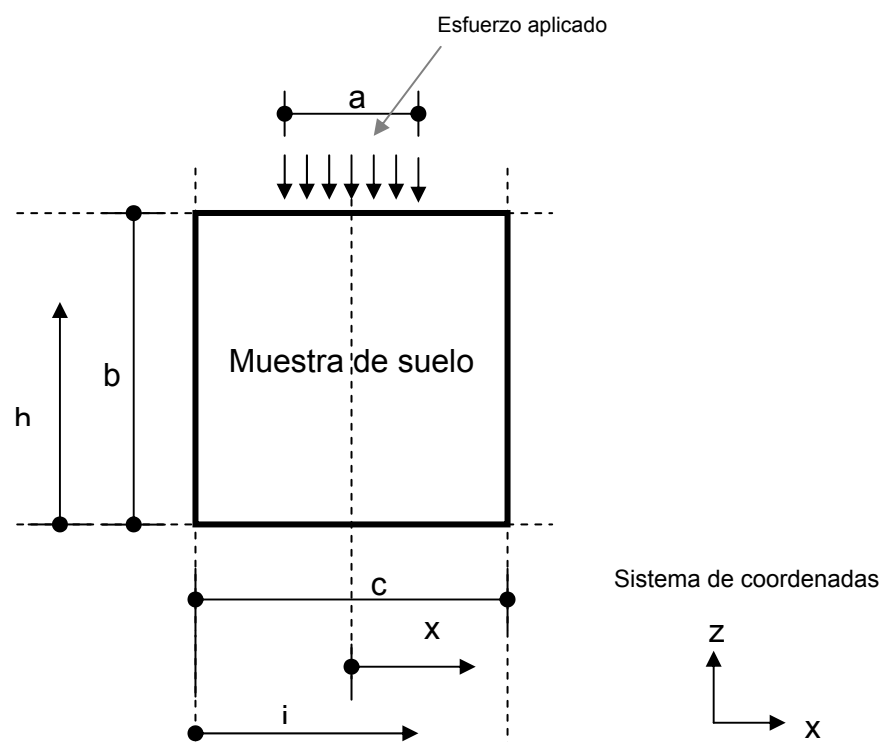 Esfuerzo aplicado
a
Muestra de suelo
b
h
c
Sistema de coordenadas
x
z
i
x